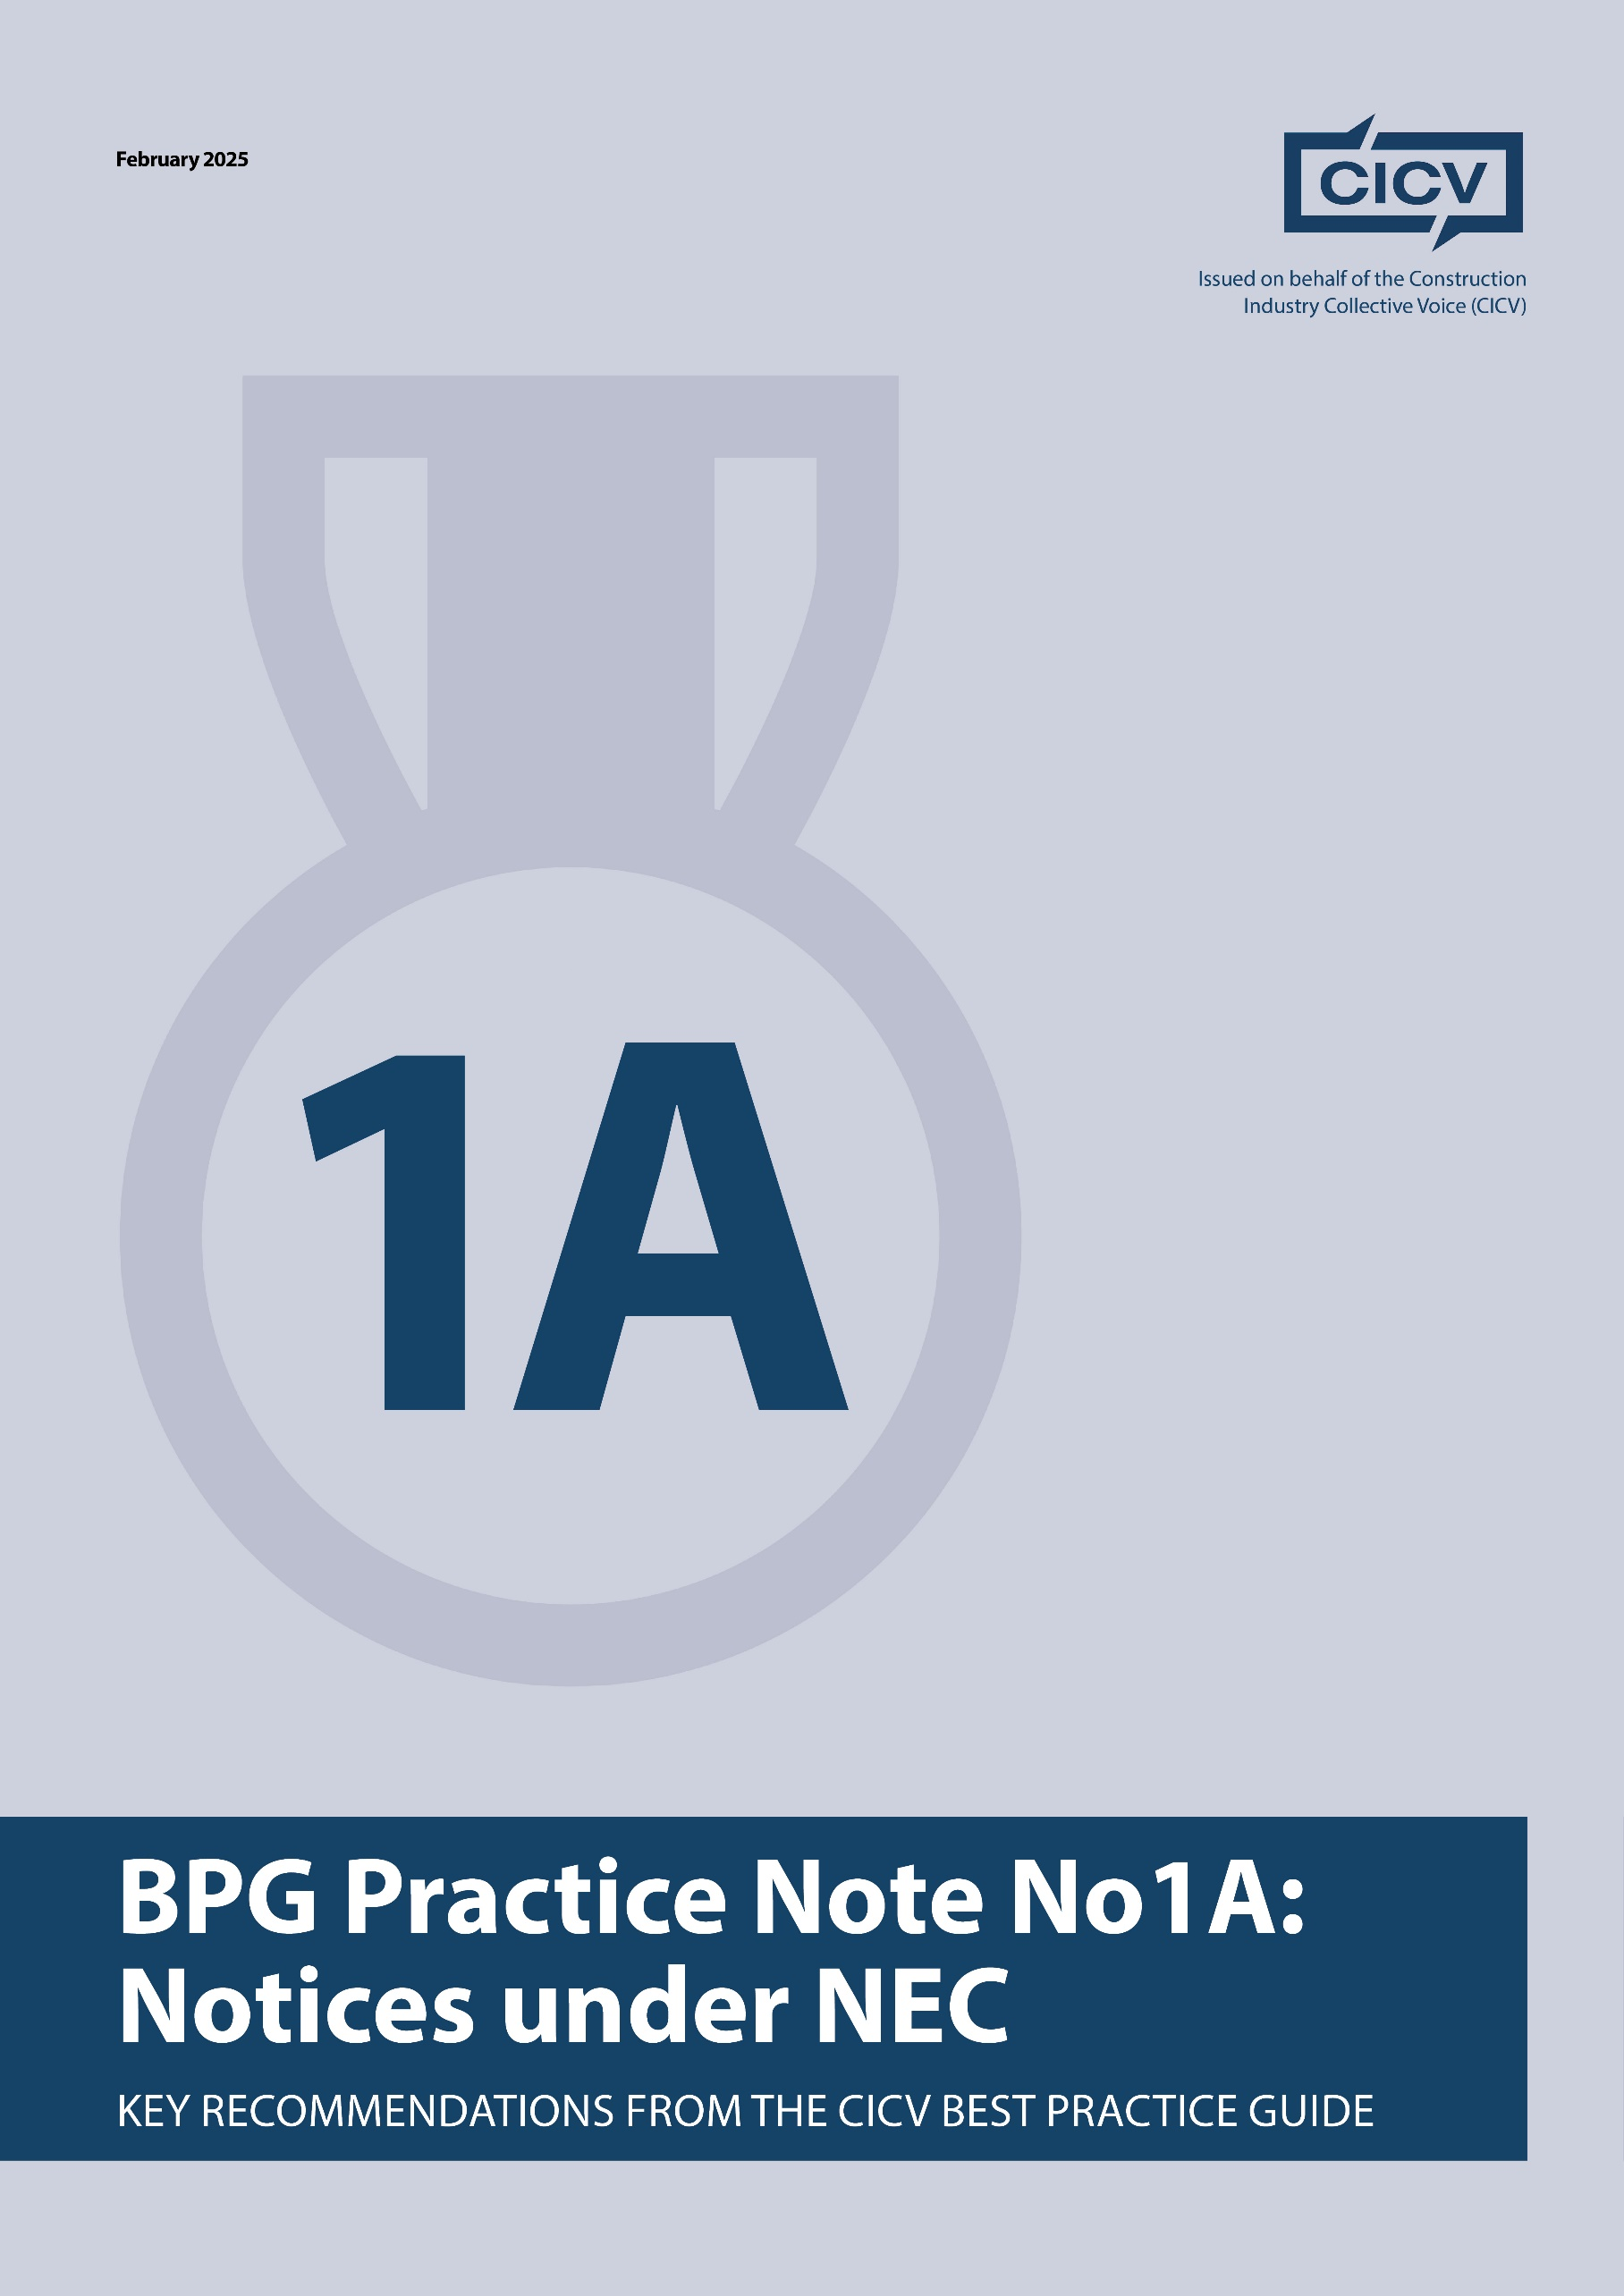 February 2025
CICV
Issued on behalf of the Construction
Industry Collective Voice (CICV)
1A
BPG Practice Note No1A:
Notices under NEC
KEY RECOMMENDATIONS FROM THE CICV BEST PRACTICE GUIDE